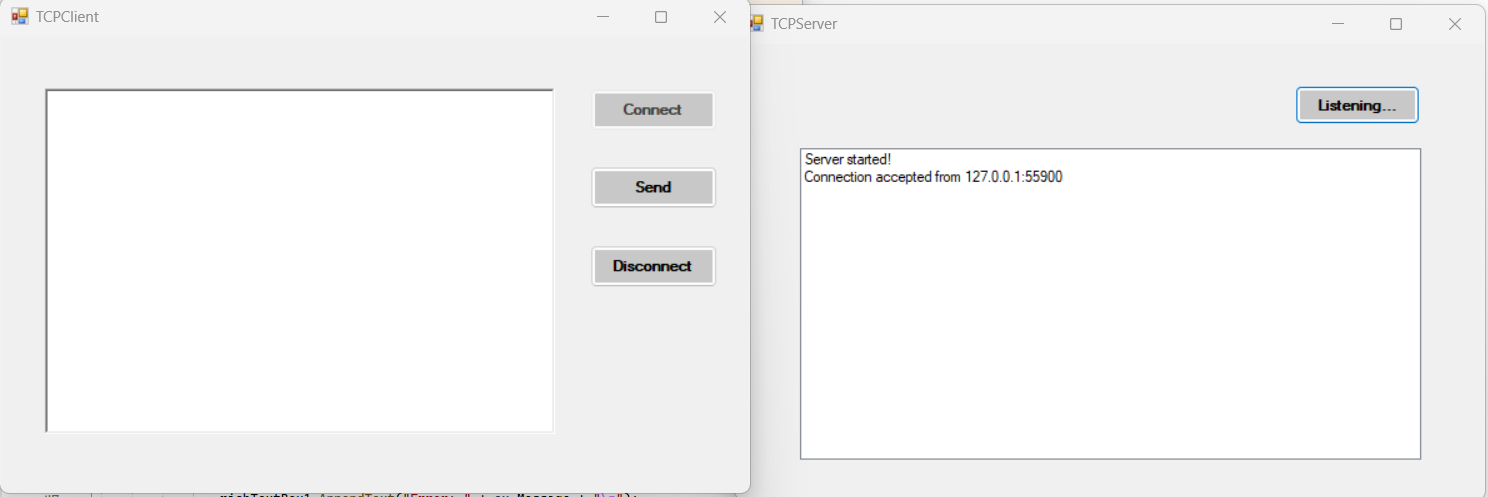 TCPClient
Connect
Send
Disconnect
TCPServer
Listening...
Server started!
Connection accepted from 127.0.0.1:55900